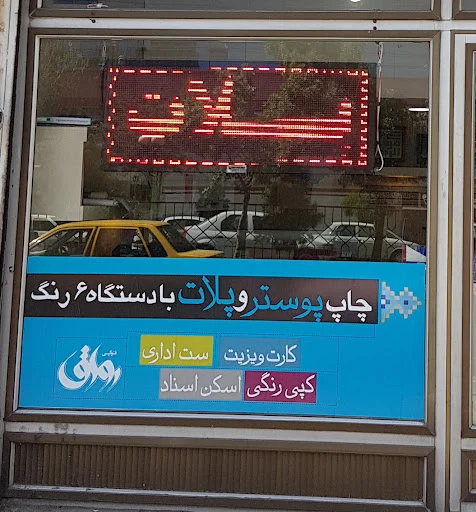 چاپ پوستر و پلات با دستگاه ۶ رنگ
کارت ویزیت ست اداری
کپی رنگی اسکن اسناد
رواق